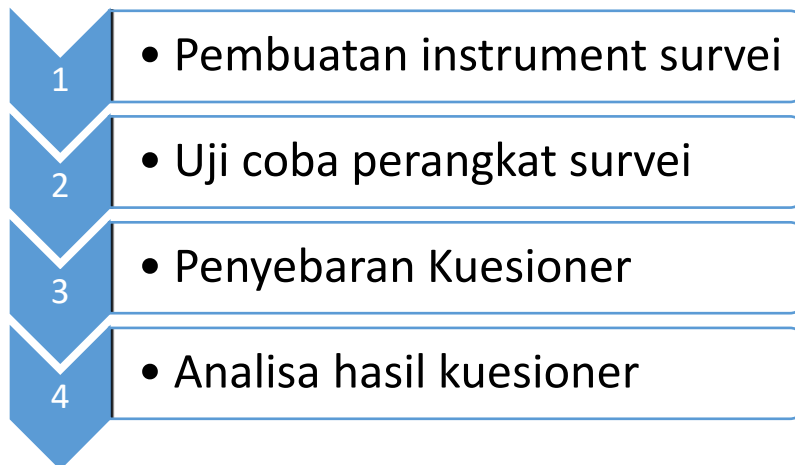 1
• Pembuatan instrument survei
2
• Uji coba perangkat survei
3
• Penyebaran Kuesioner
4
• Analisa hasil kuesioner